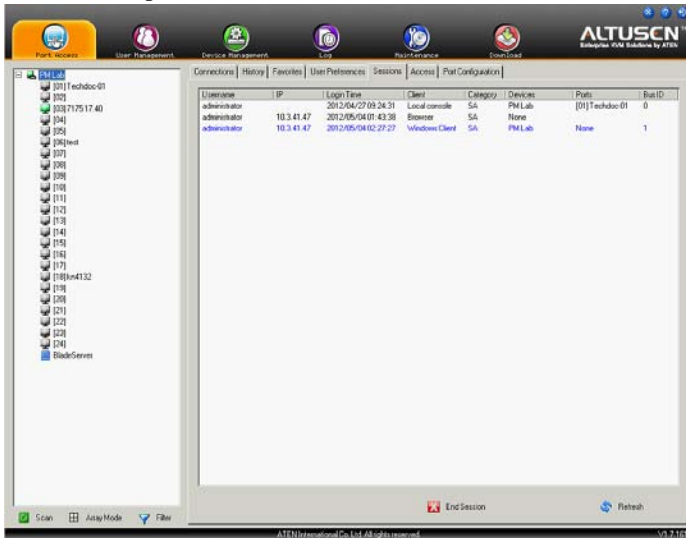 ALTUSCN
Enterprise KVM Solutions by ATEN
Port Access
User Management
Device Management
Log
Maintenance
Download
PM Lab
[01]Techdoc-01
[02]
[03]717517 40
[04]
[05]
[06]test
[07]
[08]
[09]
[10]
[11]
[12]
[13]
[14]
[15]
[16]
[17]
[18]kn4132
[19]
[20]
[21]
[22]
[23]
[24]
BladeServer
Connections History Favorites User Preferences Sessions Access Port Configuration
Username IP Login Time Client Category Devices Ports Bus ID
administrator 2012/04/27 09:24:31 Local console SA PM Lab [01]Techdoc-01 0
administrator 10.3.41.47 2012/05/04 01:43:38 Browser SA None
administrator 10.3.41.47 2012/05/04 02:27:27 Windows Client SA PM Lab None 1
End Session
Refresh
Scan
Array Mode
Filter
ATEN International Co. Ltd. All rights reserved.